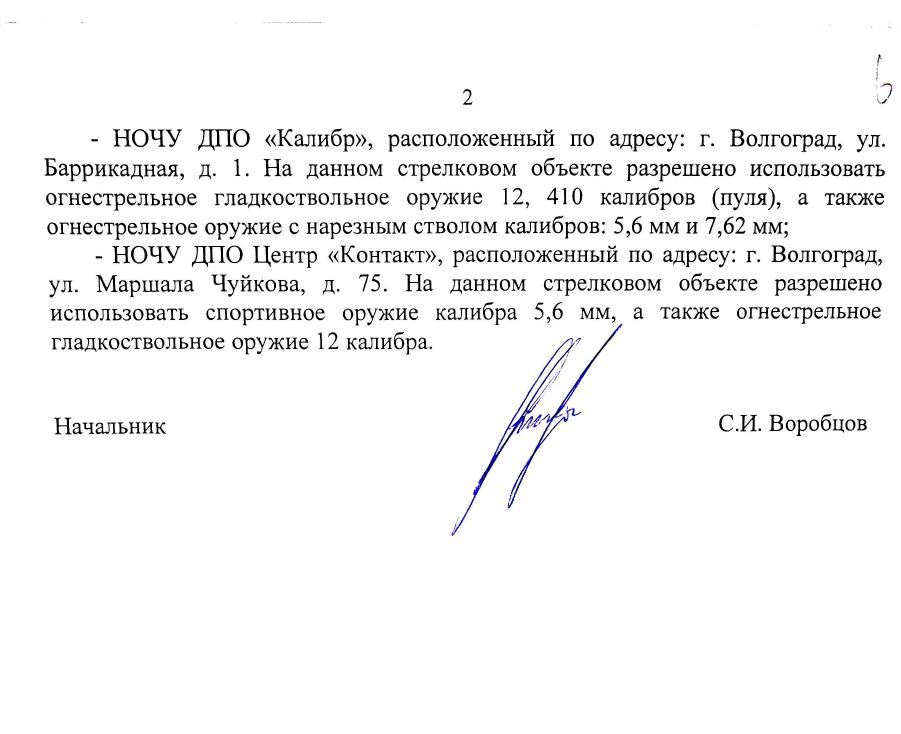 2
- НОЧУ ДПО «Калибр», расположенный по адресу: г. Волгоград, ул.
Баррикадная, д. 1. На данном стрелковом объекте разрешено использовать
огнестрельное гладкоствольное оружие 12, 410 калибров (пуля), а также
огнестрельное оружие с нарезным стволом калибров: 5,6 мм и 7,62 мм;
- НОЧУ ДПО Центр «Контакт», расположенный по адресу: г. Волгоград,
ул. Маршала Чуйкова, д. 75. На данном стрелковом объекте разрешено
использовать спортивное оружие калибра 5,6 мм, а также огнестрельное
гладкоствольное оружие 12 калибра.
Начальник С.И. Воробцов